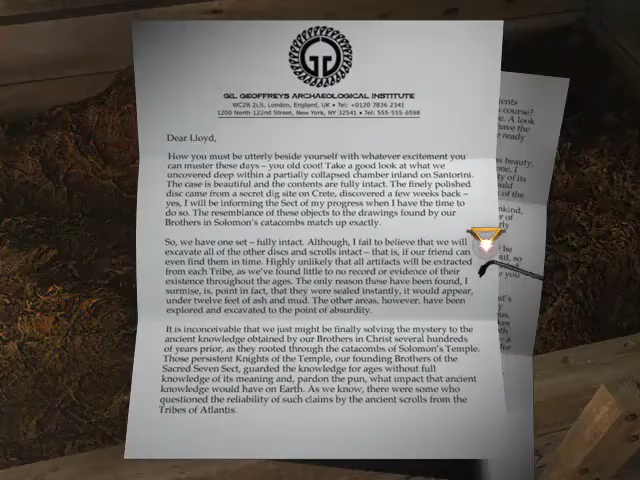 GG
GIL GEOFFREYS ARCHAEOLOGICAL INSTITUTE
WC2R 2LS, London, England, UK • Tel: +0120 7836 2341
1200 North 122nd Street, New York, NY 32541 • Tel: 555-555-6598
Dear Lloyd,
How you must be utterly beside yourself with whatever excitement you
can muster these days – you old coot! Take a good look at what we
uncovered deep within a partially collapsed chamber inland on Santorini.
The case is beautiful and the contents are fully intact. The finely polished
disc came from a secret dig site on Crete, discovered a few weeks back –
yes, I will be informing the Sect of my progress when I have the time to
do so. The resemblance of these objects to the drawings found by our
Brothers in Solomon's catacombs match up exactly.
So, we have one set – fully intact. Although, I fail to believe that we will
excavate all of the other discs and scrolls intact – that is, if our friend can
even find them in time. Highly unlikely that all artifacts will be extracted
from each Tribe, as we've found little to no record or evidence of their
existence throughout the ages. The only reason these have been found, I
surmise, is, point in fact, that they were sealed instantly, it would appear,
under twelve feet of ash and mud. The other areas, however, have been
explored and excavated to the point of absurdity.
It is inconceivable that we just might be finally solving the mystery to the
ancient knowledge obtained by our Brothers in Christ several hundreds
of years prior, as they rooted through the catacombs of Solomon's Temple.
Those persistent Knights of the Temple, our founding Brothers of the
Sacred Seven Sect, guarded the knowledge for ages without full
knowledge of its meaning and, pardon the pun, what impact that ancient
knowledge would have on Earth. As we know, there were some who
questioned the reliability of such claims by the ancient scrolls from the
Tribes of Atlantis.
course?
A look
have the
ready
beauty,
of its
of the